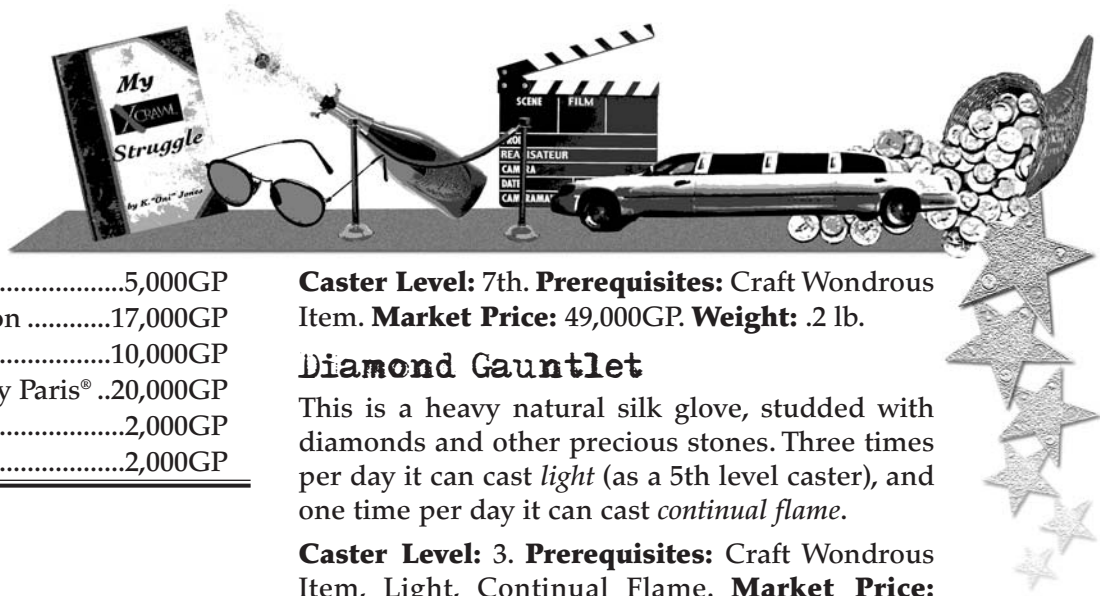 My
XCRAWL
Struggle
by K. "Oni" Jones
SCENE FILM
REALISATEUR
CAMERA
DATE
CAMERAMAN
...................5,000GP
on ............17,000GP
..................10,000GP
y Paris® ..20,000GP
...................2,000GP
...................2,000GP
Caster Level: 7th. Prerequisites: Craft Wondrous
Item. Market Price: 49,000GP. Weight: .2 lb.
Diamond Gauntlet
This is a heavy natural silk glove, studded with
diamonds and other precious stones. Three times
per day it can cast light (as a 5th level caster), and
one time per day it can cast continual flame.
Caster Level: 3. Prerequisites: Craft Wondrous
Item, Light, Continual Flame. Market Price: